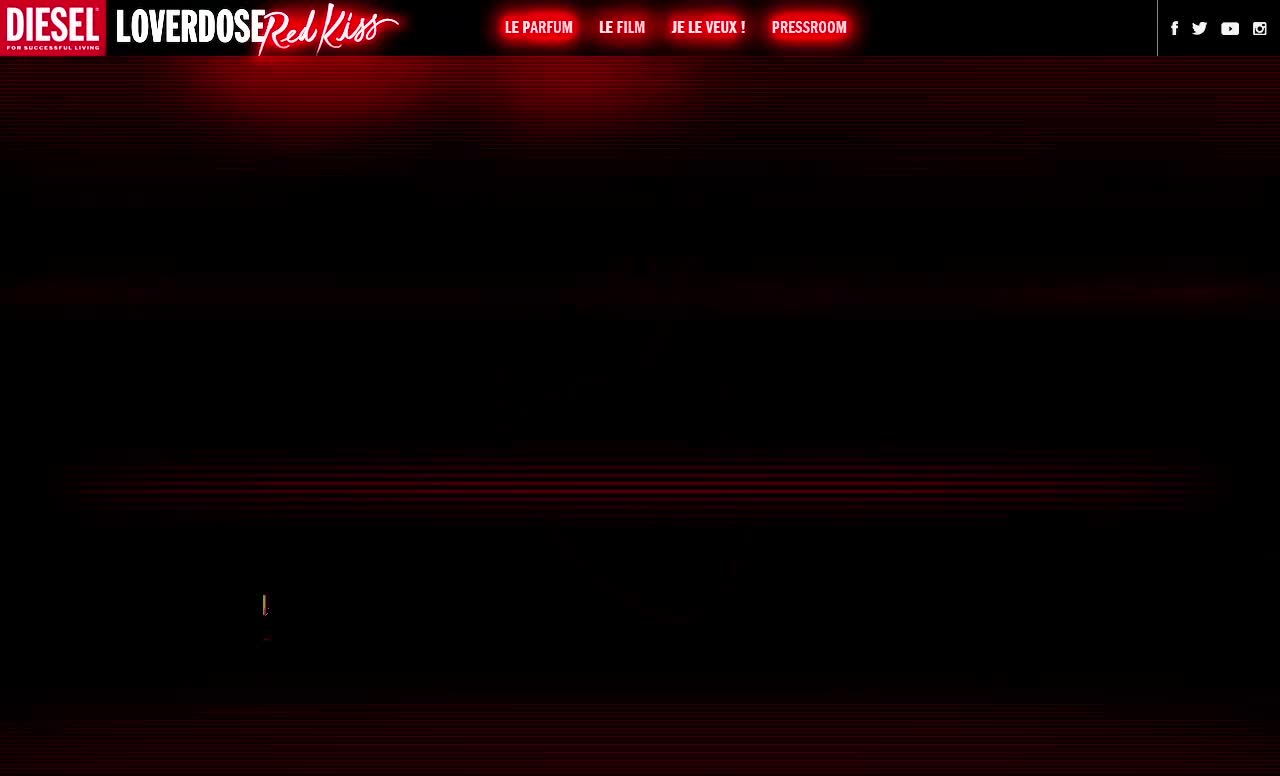 DIESEL®
FOR SUCCESSFUL LIVING
LOVERDOSE Red Kiss
LE PARFUM
LE FILM
JE LE VEUX !
PRESSROOM